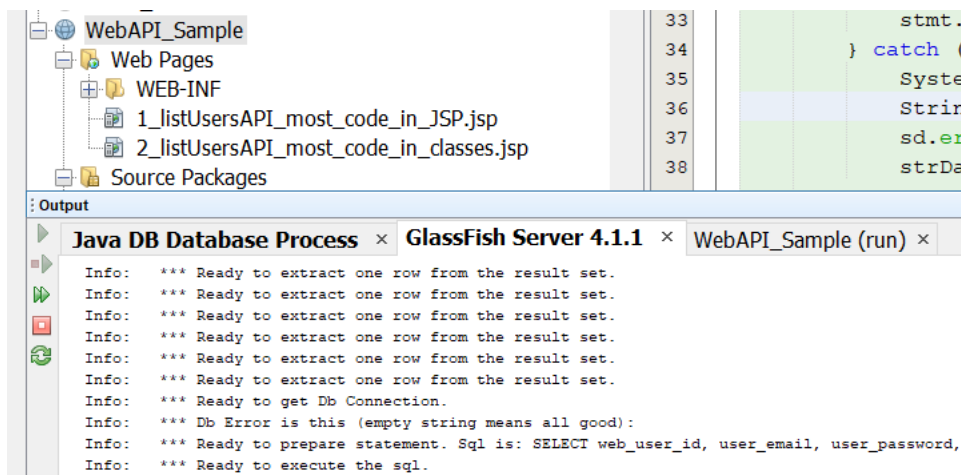 WebAPI_Sample
Web Pages
WEB-INF
1_listUsersAPI_most_code_in_JSP.jsp
2_listUsersAPI_most_code_in_classes.jsp
Source Packages
33 stmt.
34 } catch (
35 Syste
36 Strin
37 sd.er
38 strDa
Output
Java DB Database Process × GlassFish Server 4.1.1 × WebAPI_Sample (run) ×
Info: *** Ready to extract one row from the result set.
Info: *** Ready to extract one row from the result set.
Info: *** Ready to extract one row from the result set.
Info: *** Ready to extract one row from the result set.
Info: *** Ready to extract one row from the result set.
Info: *** Ready to extract one row from the result set.
Info: *** Ready to get Db Connection.
Info: *** Db Error is this (empty string means all good):
Info: *** Ready to prepare statement. Sql is: SELECT web_user_id, user_email, user_password,
Info: *** Ready to execute the sql.